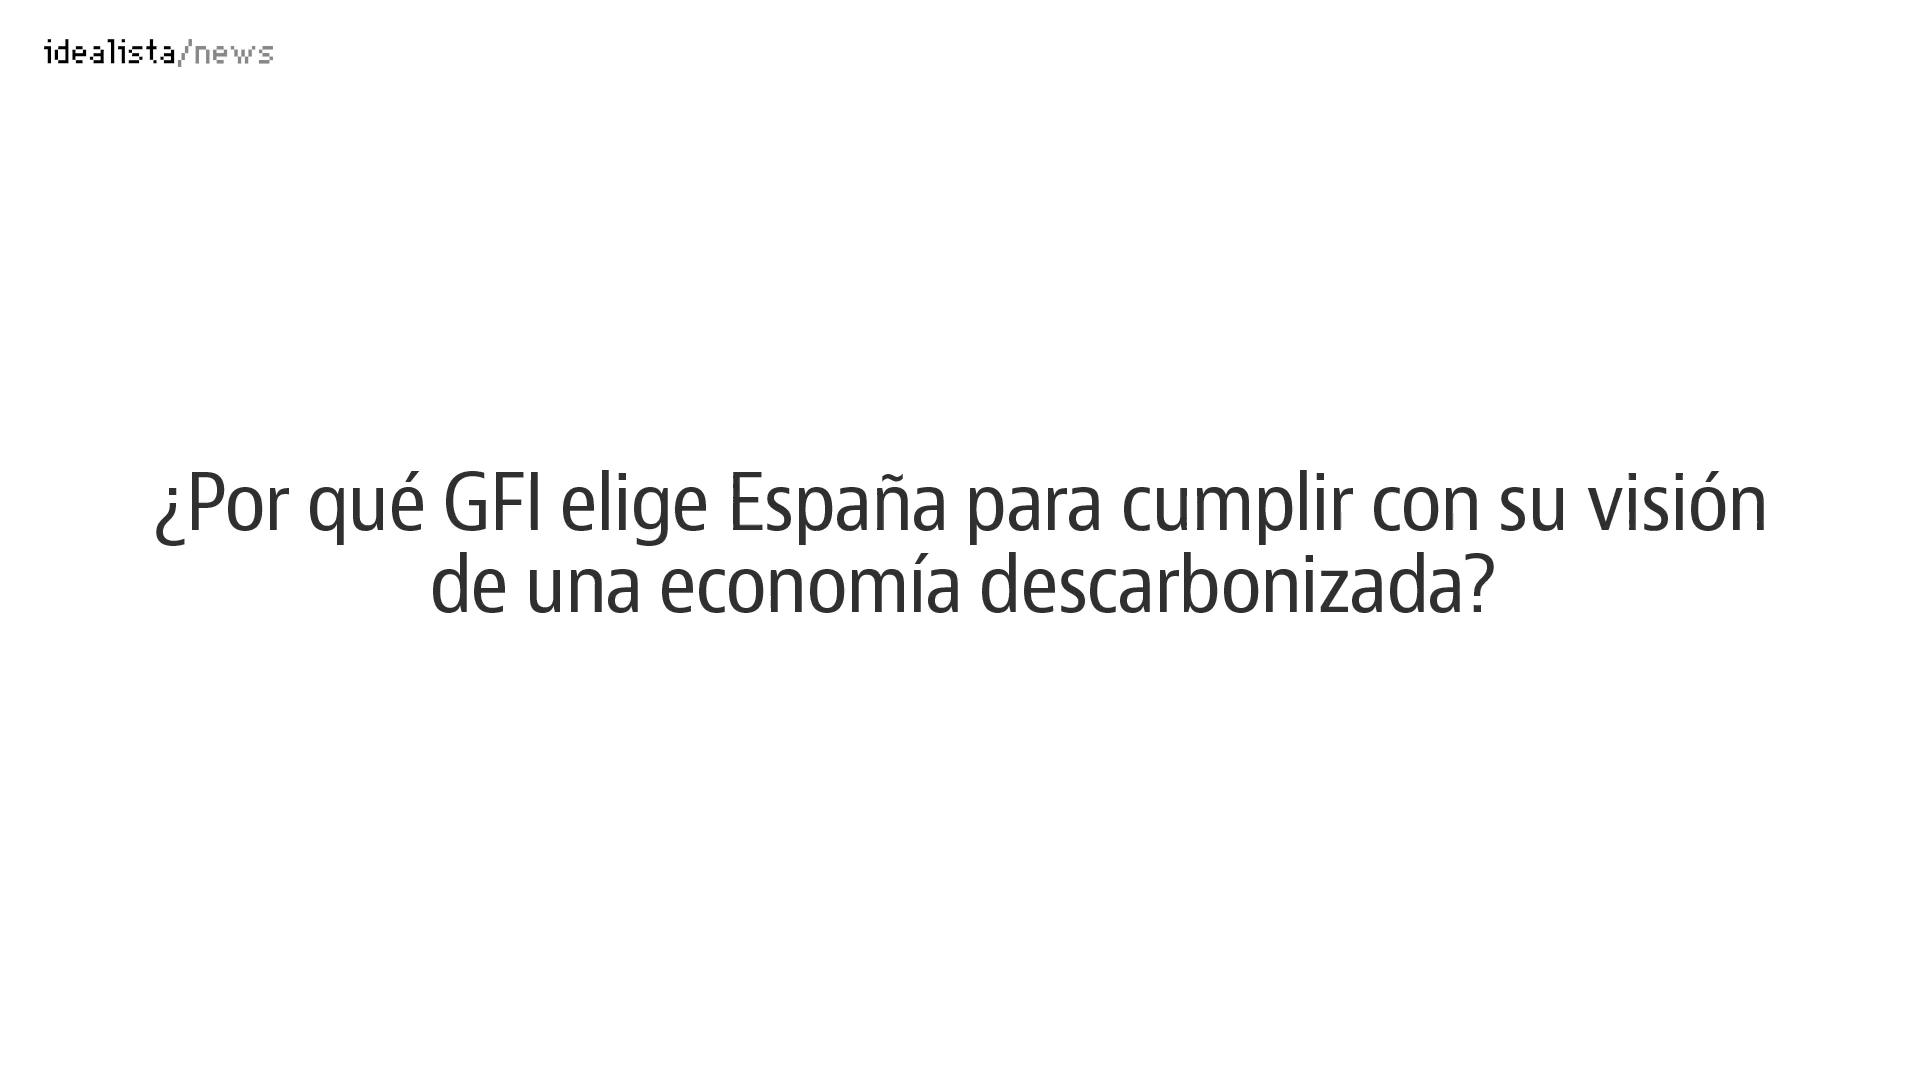 idealista/news
¿Por qué GFI elige España para cumplir con su visión
de una economía descarbonizada?